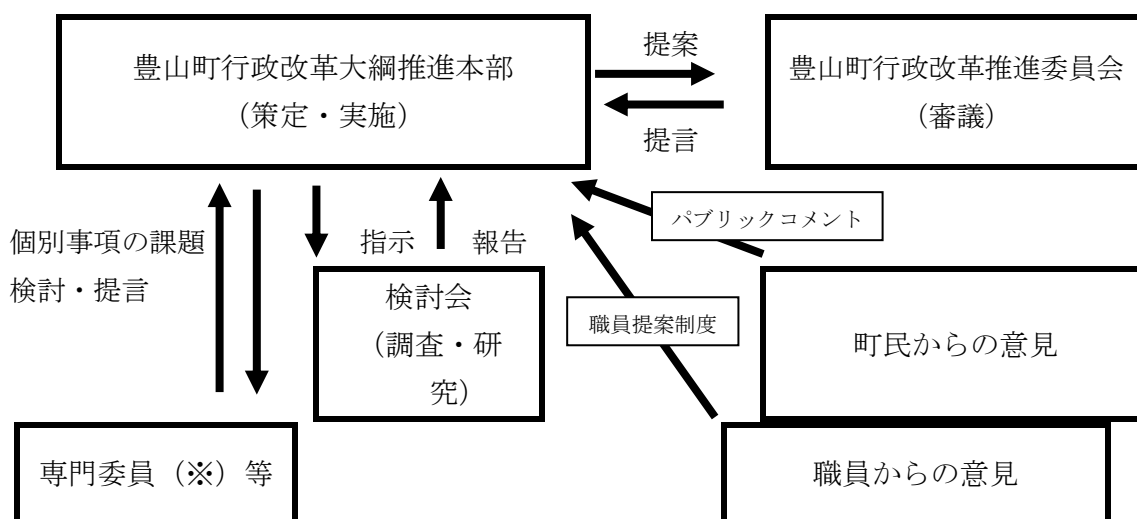 提案
豊山町行政改革大綱推進本部
（策定・実施）
豊山町行政改革推進委員会
（審議）
提言
パブリックコメント
個別事項の課題
検討・提言
指示
報告
検討会
（調査・研
究）
職員提案制度
町民からの意見
専門委員（※）等
職員からの意見